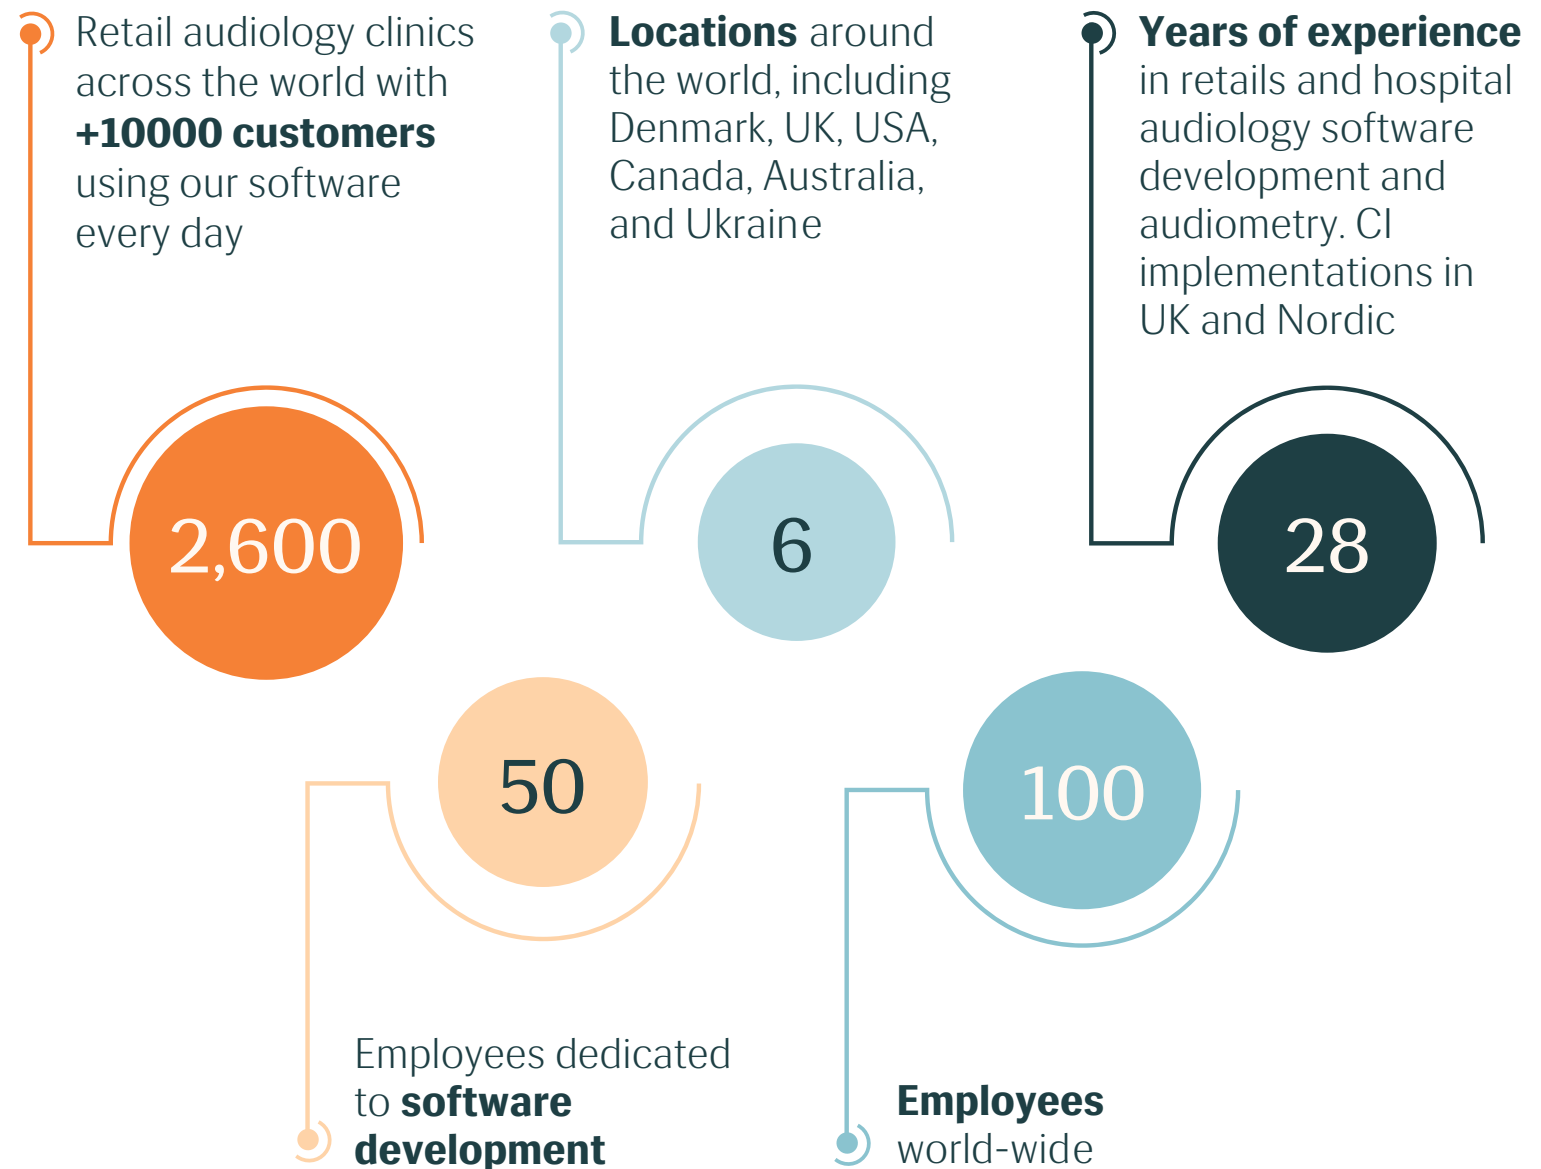 Retail audiology clinics
across the world with
+10000 customers
using our software
every day
2,600
Locations around
the world, including
Denmark, UK, USA,
Canada, Australia,
and Ukraine
6
Years of experience
in retails and hospital
audiology software
development and
audiometry. CI
implementations in
UK and Nordic
28
50
Employees dedicated
to software
development
100
Employees
world-wide